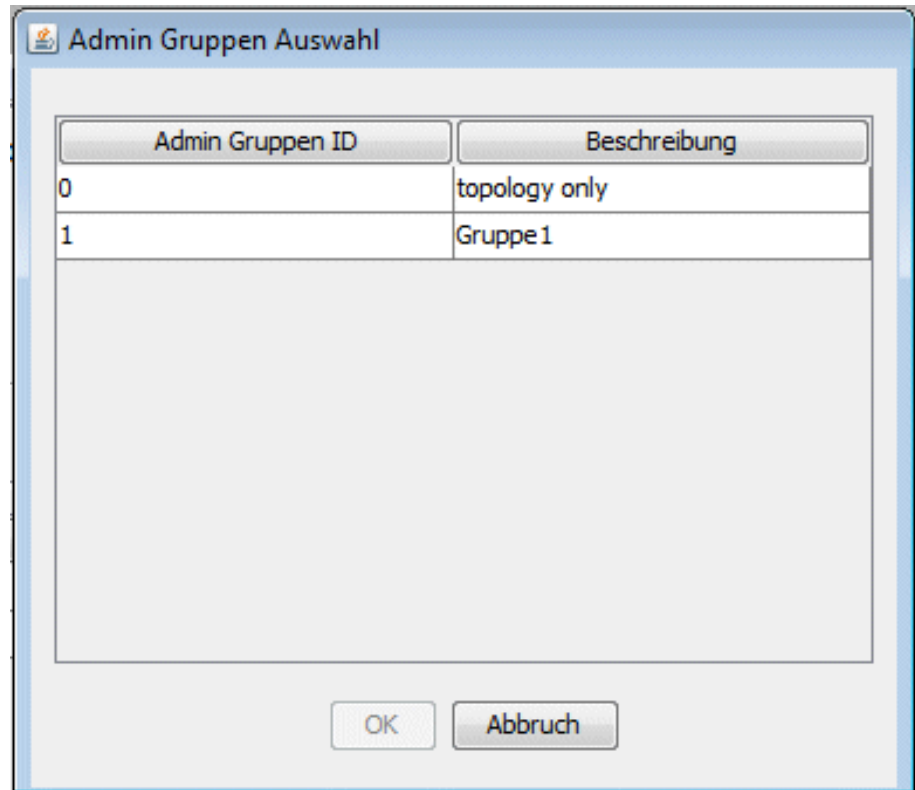 Admin Gruppen Auswahl
Admin Gruppen ID Beschreibung
0 topology only
1 Gruppe1
OK Abbruch